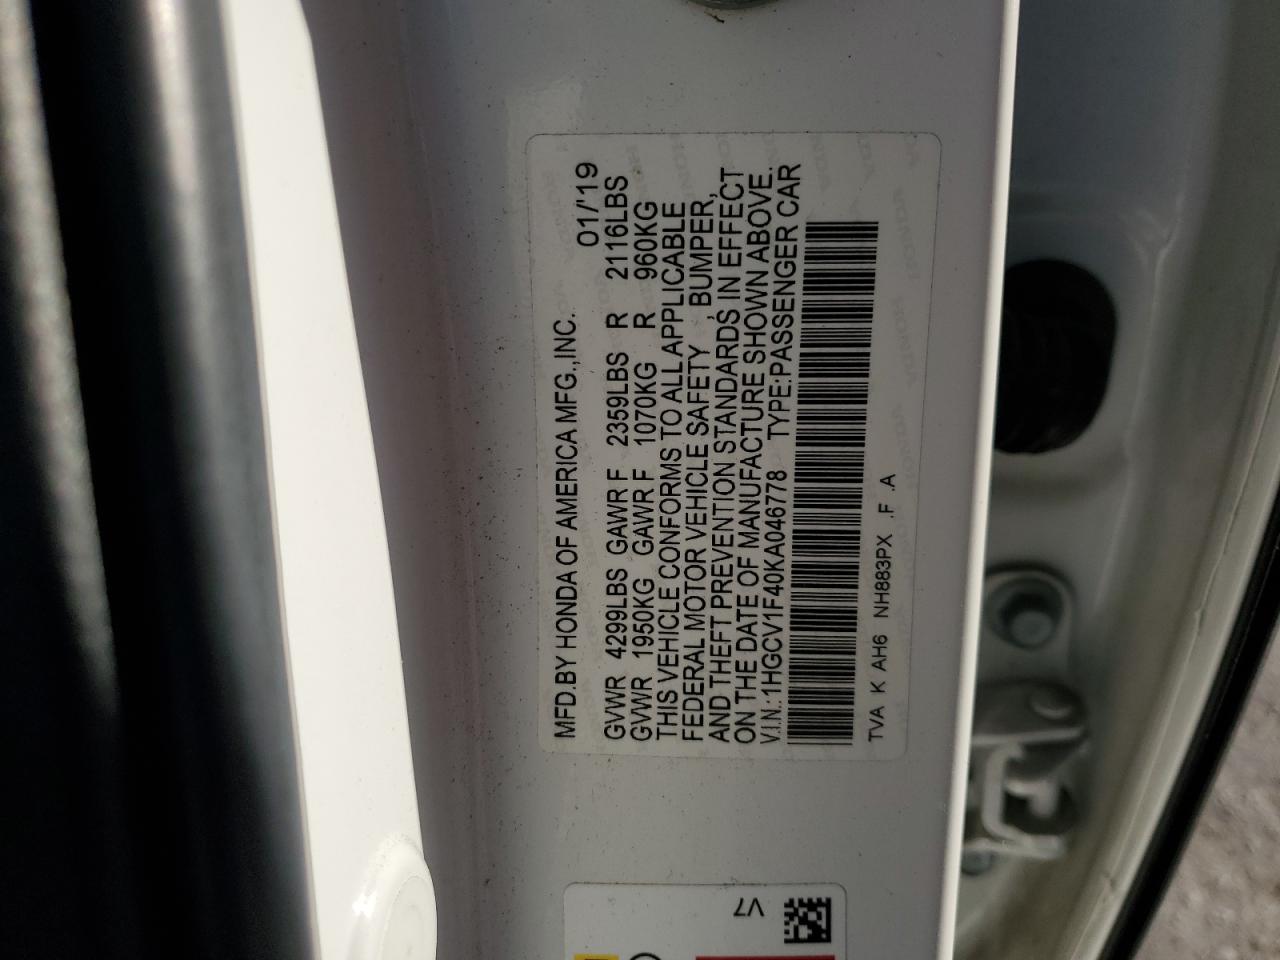 MFD.BY HONDA OF AMERICA MFG.,INC. 01/'19
GVWR 4299LBS GAWR F 2359LBS R 2116LBS
GVWR 1950KG GAWR F 1070KG R 960KG
THIS VEHICLE CONFORMS TO ALL APPLICABLE
FEDERAL MOTOR VEHICLE SAFETY , BUMPER,
AND THEFT PREVENTION STANDARDS IN EFFECT
ON THE DATE OF MANUFACTURE SHOWN ABOVE.
V.I.N.:1HGCV1F40KA046778 TYPE:PASSENGER CAR
TVA K AH6 NH883PX .F .A
V7